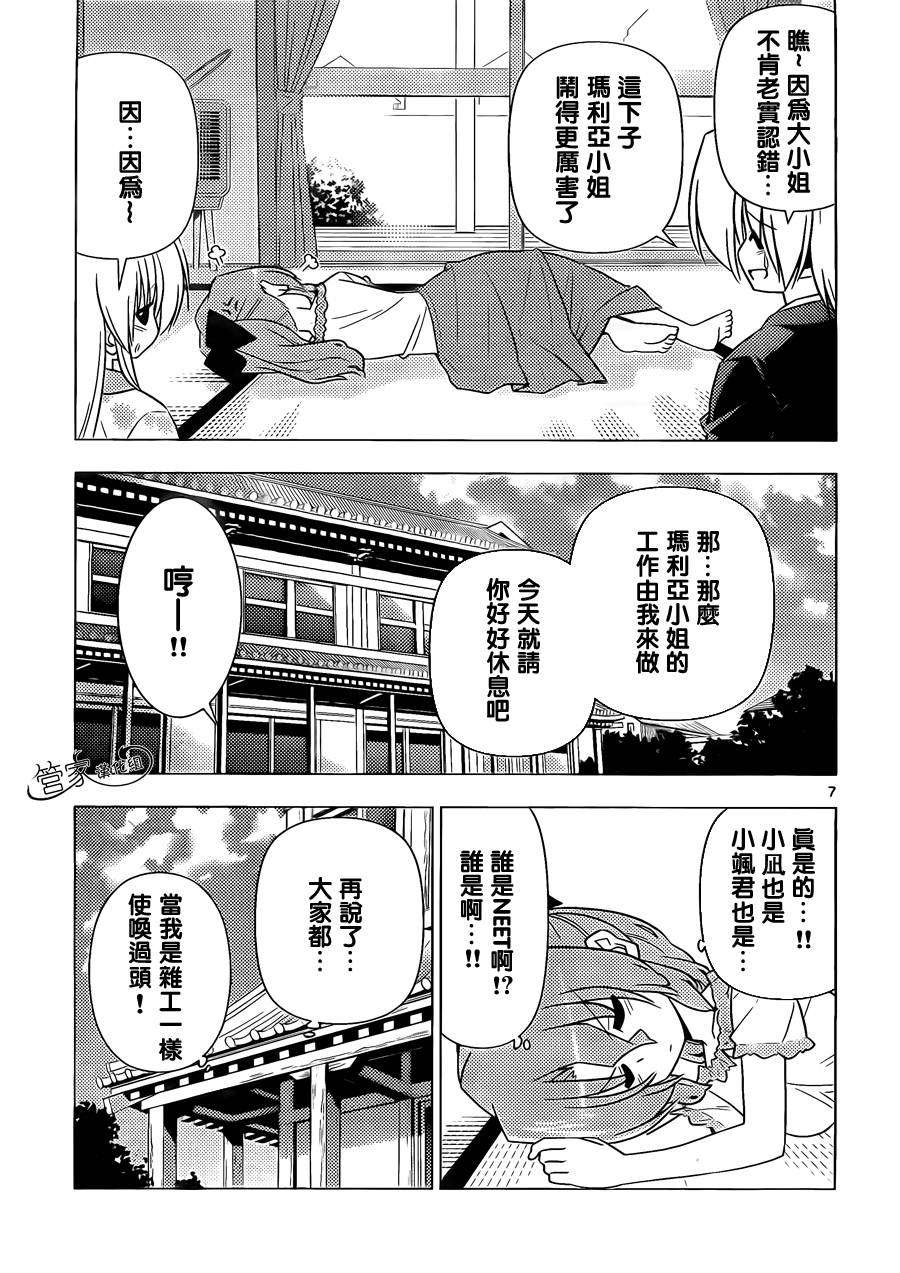 瞧~因為大小姐
不肯老實認錯…
這下子
瑪利亞小姐
鬧得更厲害了
因…因為~
那…那麼
瑪利亞小姐的
工作由我來做
今天就請
你好好休息吧
哼—!!
管家
7
真是的…!!
小凪也是
小颯君也是…
誰是NEET啊!?
誰是啊…!!
再說了…
大家都…
當我是雜工一樣
使喚過頭！